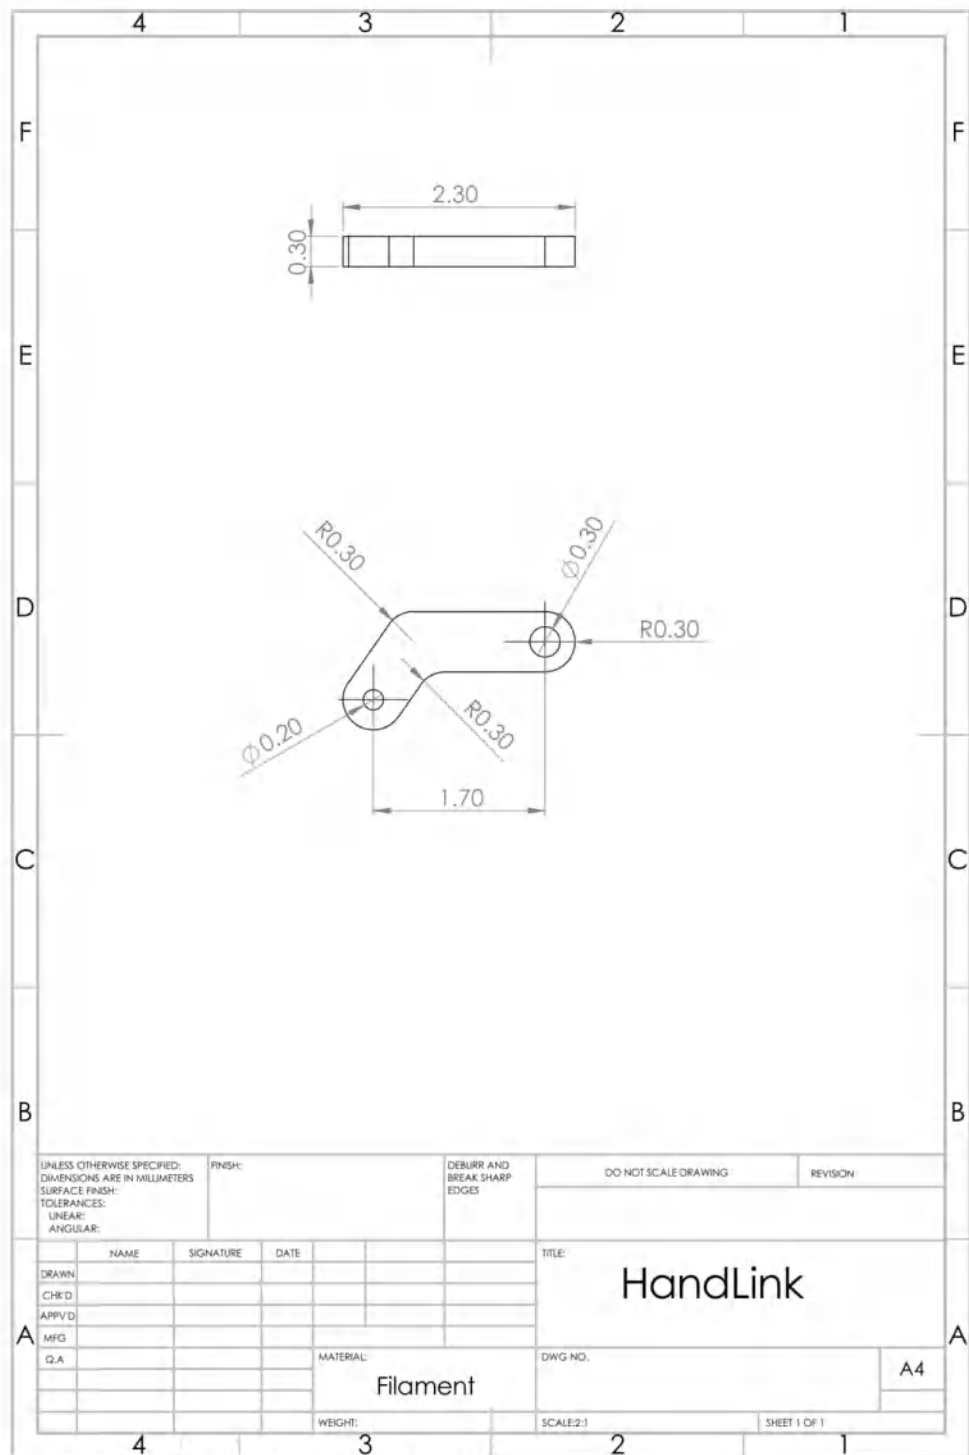 4 3 2 1
F F
2.30
0.30
E E
R0.30
Ø0.30
D D
R0.30
R0.30
Ø0.20
1.70
C C
B B
UNLESS OTHERWISE SPECIFIED:
DIMENSIONS ARE IN MILLIMETERS
SURFACE FINISH:
TOLERANCES:
LINEAR:
ANGULAR:
FINISH:
DEBURR AND
BREAK SHARP
EDGES
DO NOT SCALE DRAWING
REVISION
NAME SIGNATURE DATE
TITLE:
DRAWN
HandLink
CHK'D
APPV'D
A A
MFG
Q.A
MATERIAL:
Filament
DWG NO.
A4
WEIGHT:
SCALE:2:1
SHEET 1 OF 1
4 3 2 1